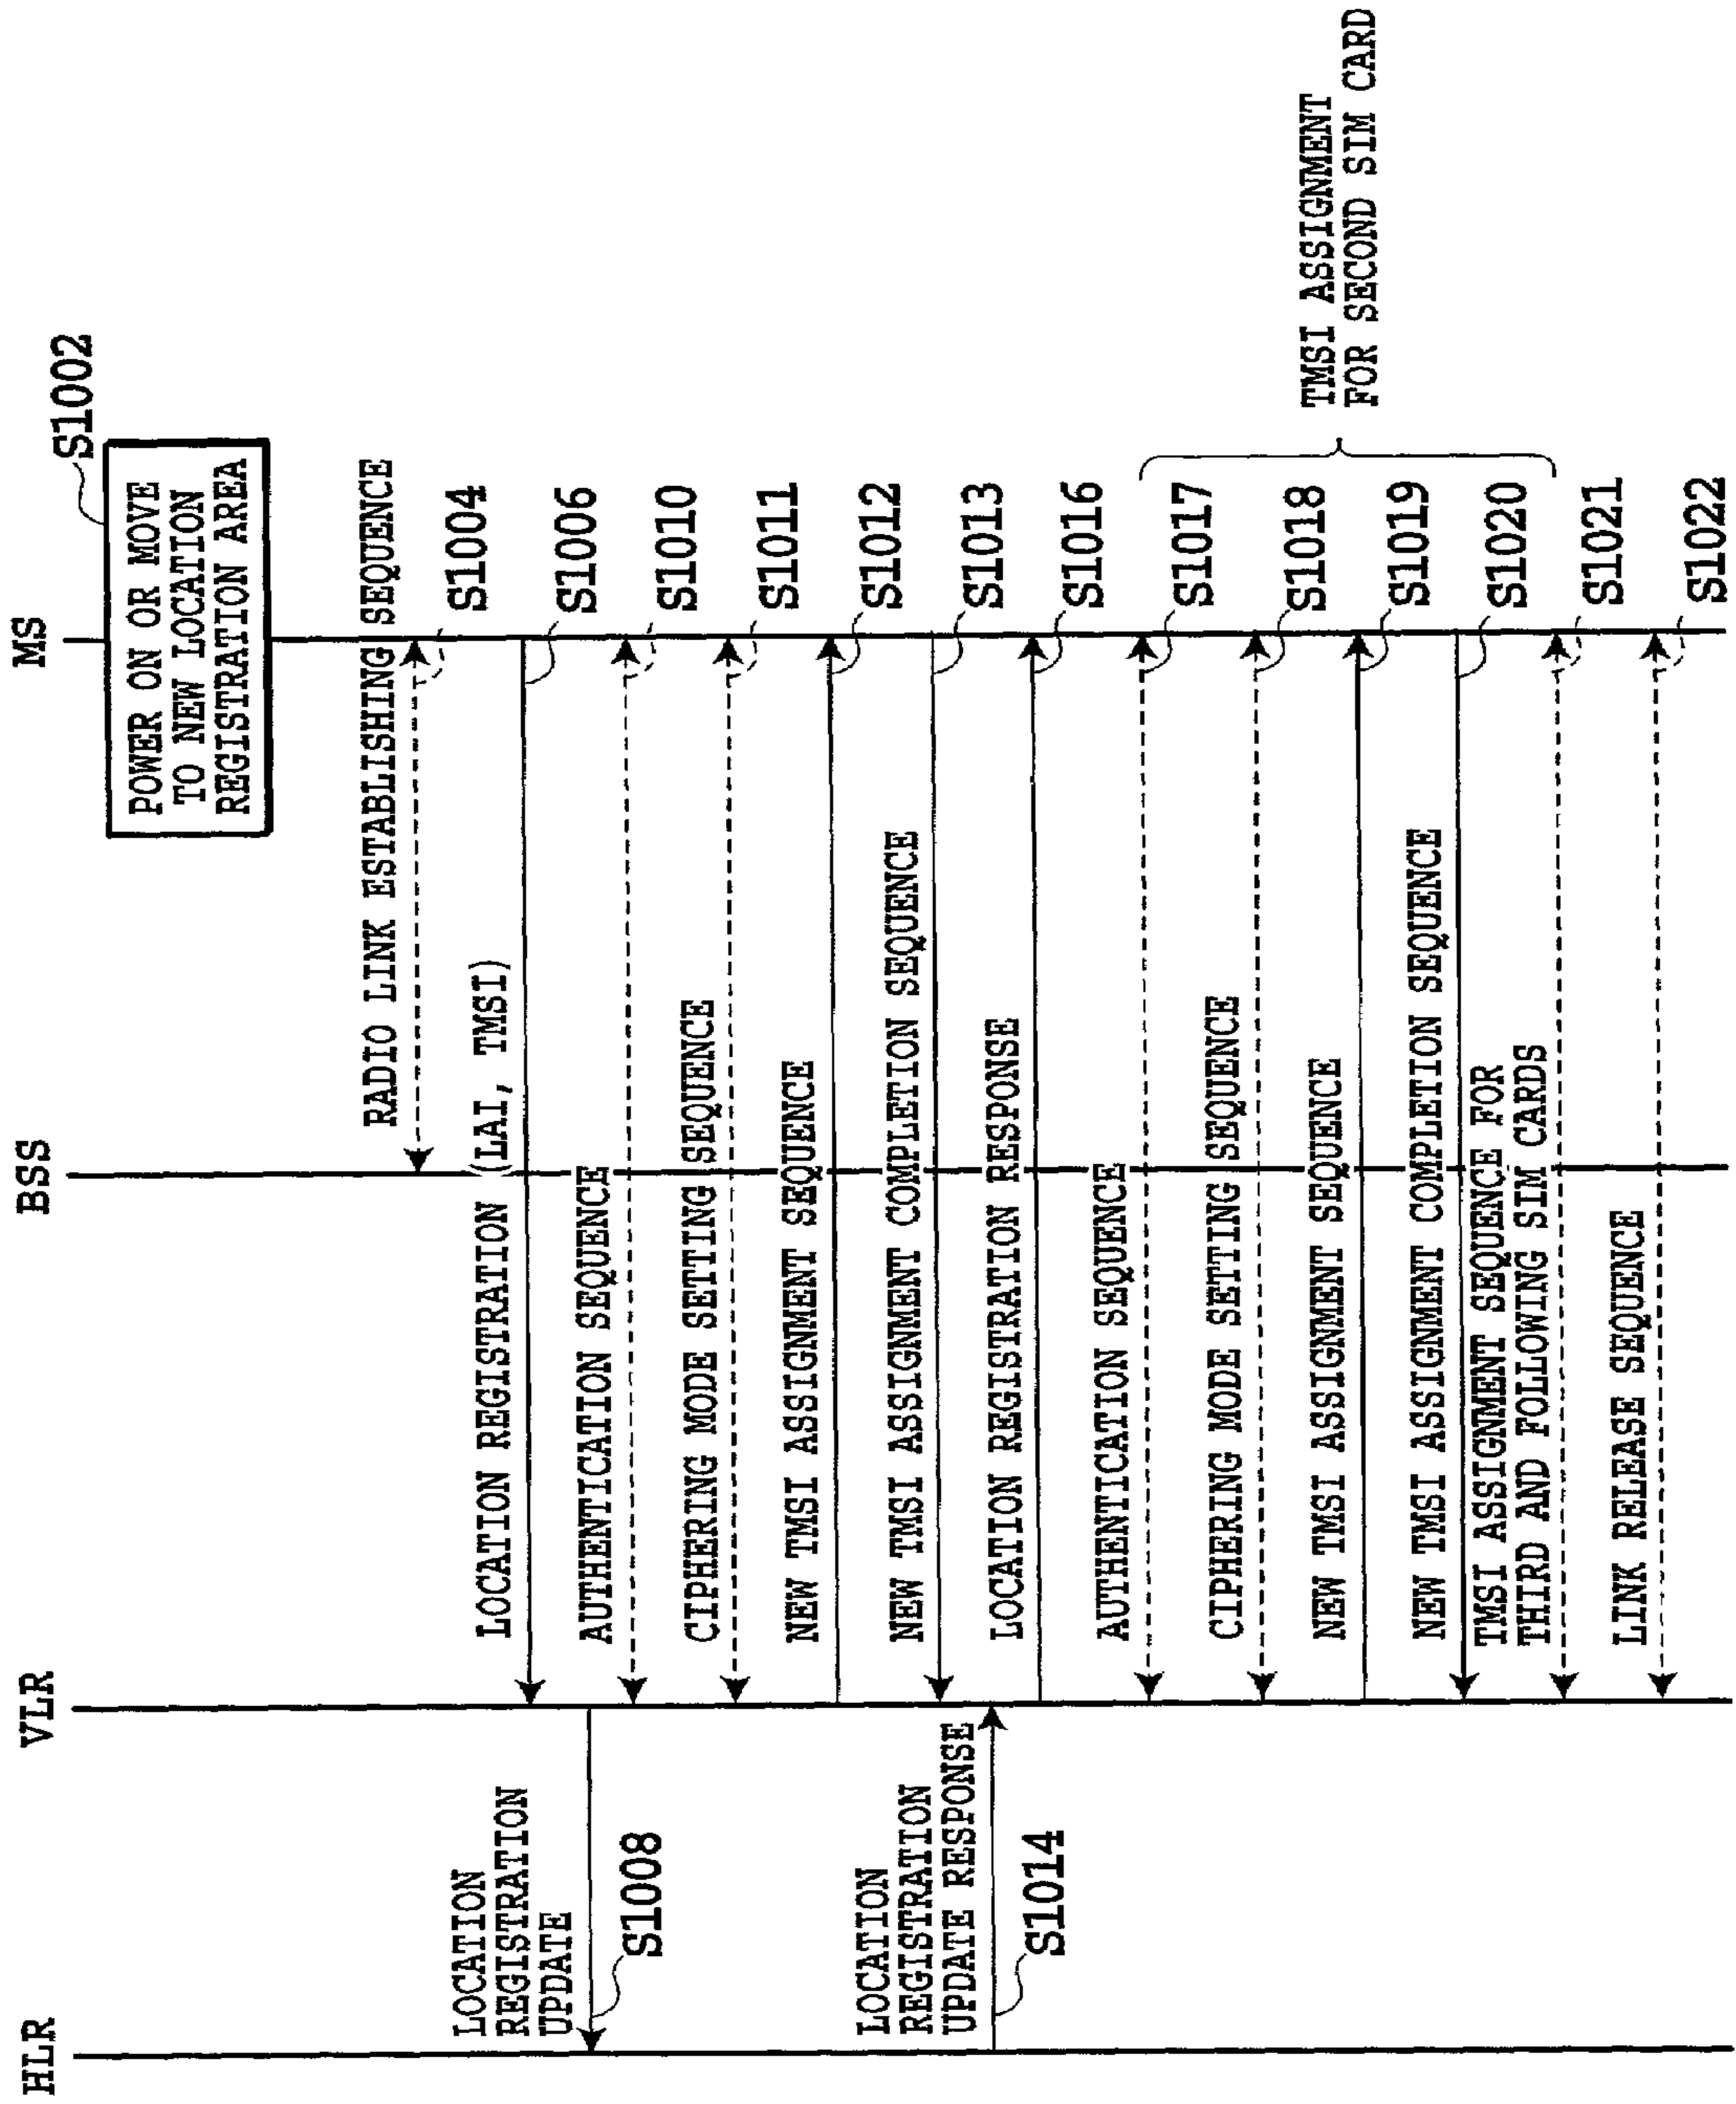 HLR
VLR
BSS
MS
POWER ON OR MOVE
TO NEW LOCATION
REGISTRATION AREA
S1002
RADIO LINK ESTABLISHING SEQUENCE
S1004
LOCATION REGISTRATION (LAI, TMSI)
S1006
LOCATION
REGISTRATION
UPDATE
S1008
AUTHENTICATION SEQUENCE
S1010
CIPHERING MODE SETTING SEQUENCE
S1011
NEW TMSI ASSIGNMENT SEQUENCE
S1012
NEW TMSI ASSIGNMENT COMPLETION SEQUENCE
S1013
LOCATION
REGISTRATION
UPDATE RESPONSE
S1014
LOCATION REGISTRATION RESPONSE
S1016
AUTHENTICATION SEQUENCE
S1017
CIPHERING MODE SETTING SEQUENCE
S1018
NEW TMSI ASSIGNMENT SEQUENCE
S1019
NEW TMSI ASSIGNMENT COMPLETION SEQUENCE
S1020
TMSI ASSIGNMENT
FOR SECOND SIM CARD
TMSI ASSIGNMENT SEQUENCE FOR
THIRD AND FOLLOWING SIM CARDS
S1021
LINK RELEASE SEQUENCE
S1022